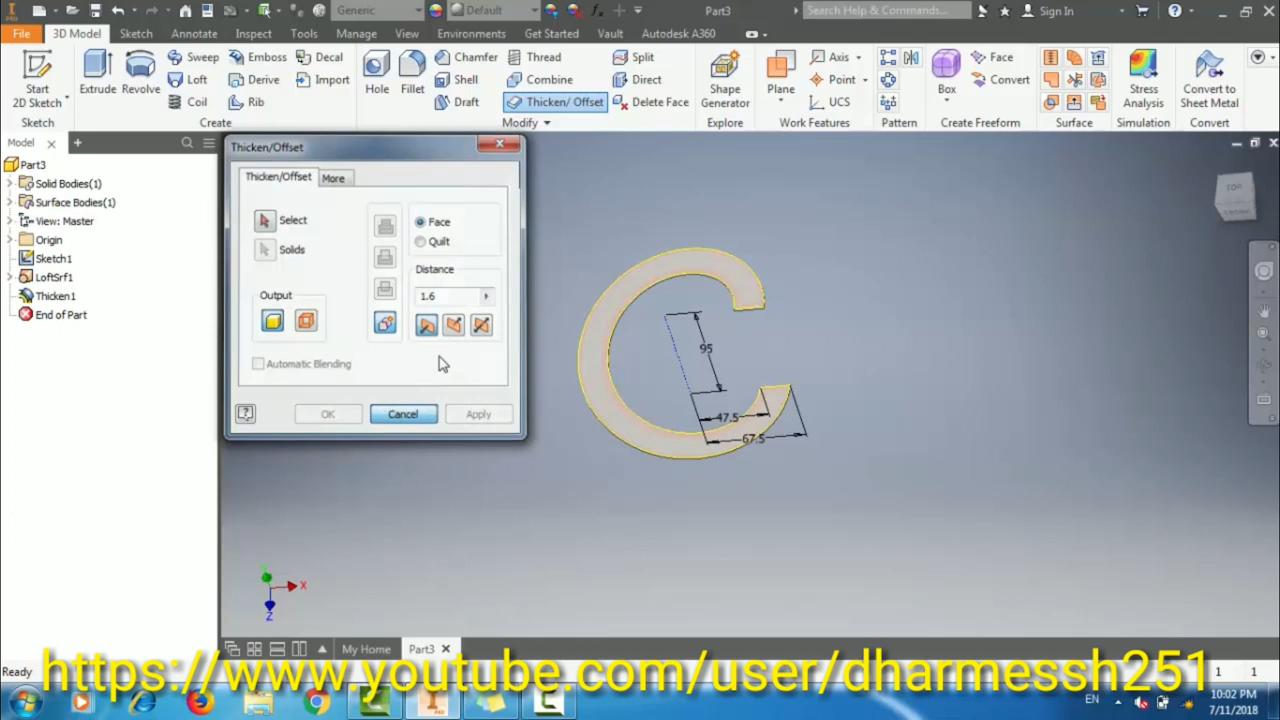 Generic
Default
Part3
Search Help & Commands...
Sign In
PRO
File
3D Model
Sketch
Annotate
Inspect
Tools
Manage
View
Environments
Get Started
Vault
Autodesk A360
Start
2D Sketch
Extrude
Revolve
Sweep
Loft
Coil
Emboss
Derive
Rib
Decal
Import
Hole
Fillet
Chamfer
Shell
Draft
Thread
Combine
Thicken/ Offset
Split
Direct
Delete Face
Shape
Generator
Plane
Axis
Point
UCS
Box
Face
Convert
Stress
Analysis
Convert to
Sheet Metal
Sketch
Create
Modify
Explore
Work Features
Pattern
Create Freeform
Surface
Simulation
Convert
Model
Part3
Solid Bodies(1)
Surface Bodies(1)
View: Master
Origin
Sketch1
LoftSrf1
Thicken1
End of Part
Thicken/Offset
Thicken/Offset
More
Select
Solids
Face
Quilt
Distance
1.6
Output
Automatic Blending
OK
Cancel
Apply
95
47.5
67.5
TOP
X
Z
My Home
Part3
Ready
1
1
https://www.youtube.com/user/dharmessh251
EN
10:02 PM
7/11/2018